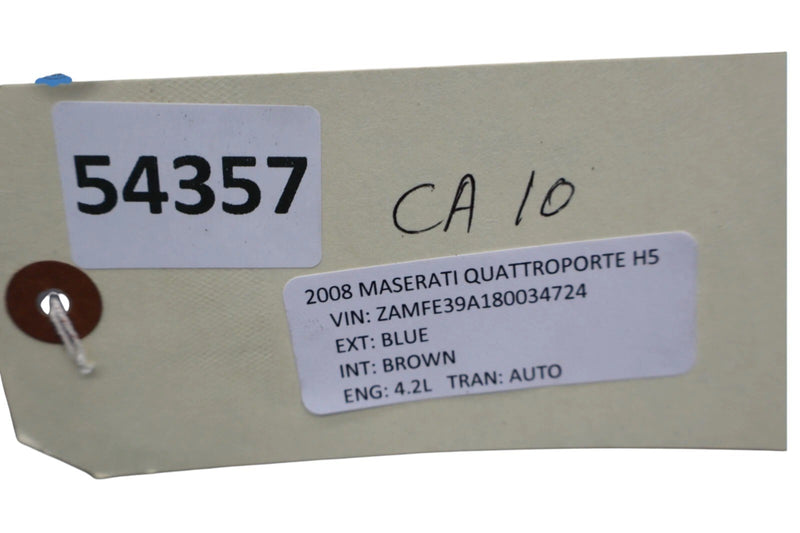 54357
CA 10
2008 MASERATI QUATTROPORTE H5
VIN: ZAMFE39A180034724
EXT: BLUE
INT: BROWN
ENG: 4.2L TRAN: AUTO